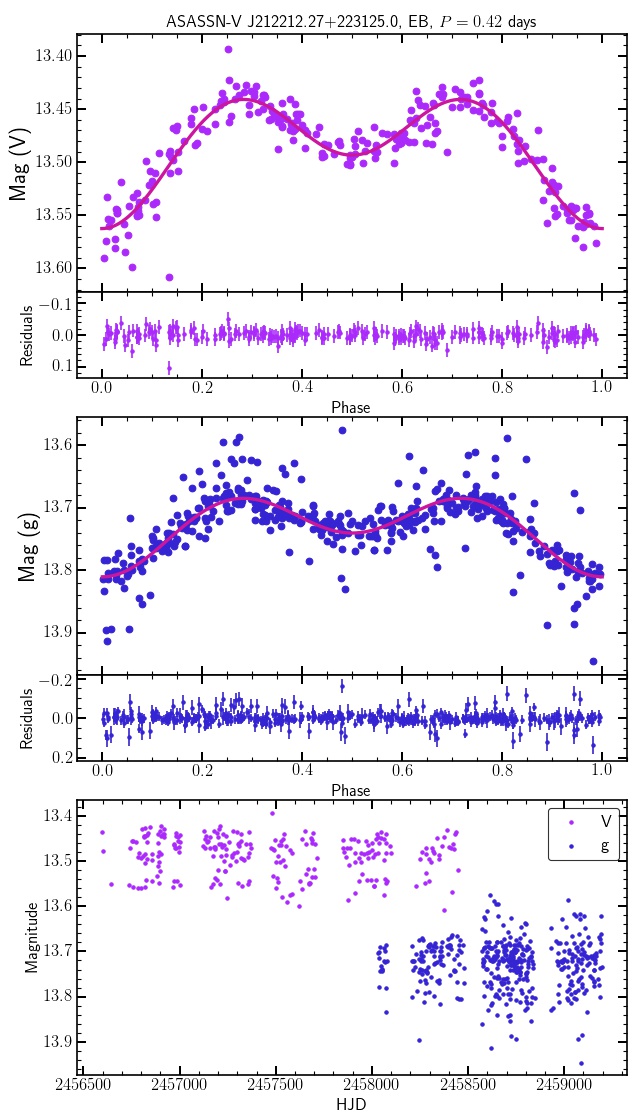 ASASSN-V J212212.27+223125.0, EB, P = 0.42 days
13.40
13.45
13.50
13.55
13.60
Mag (V)
−0.1
0.0
0.1
Residuals
0.0 0.2 0.4 0.6 0.8 1.0
Phase
13.6
13.7
13.8
13.9
Mag (g)
−0.2
0.0
0.2
Residuals
0.0 0.2 0.4 0.6 0.8 1.0
Phase
13.4
13.5
13.6
13.7
13.8
13.9
Magnitude
V
g
2456500 2457000 2457500 2458000 2458500 2459000
HJD